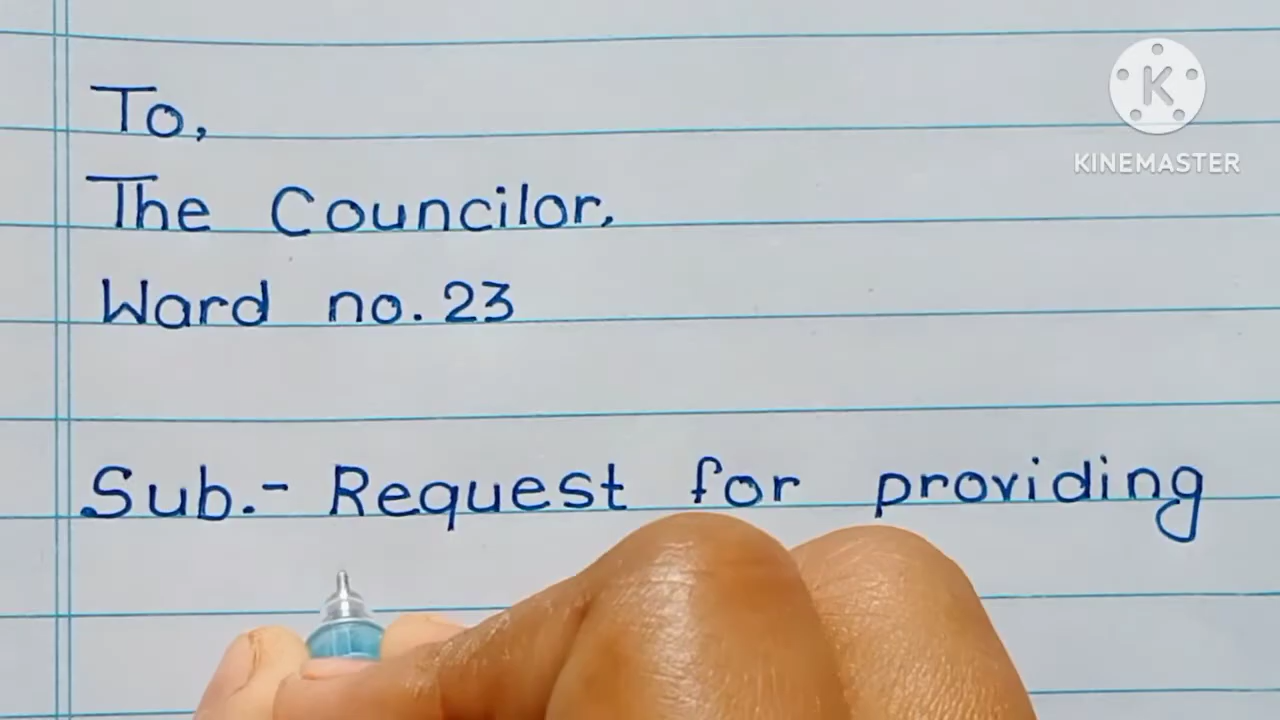 To,
The Councilor,
Ward no. 23
Sub.- Request for providing
KINEMASTER